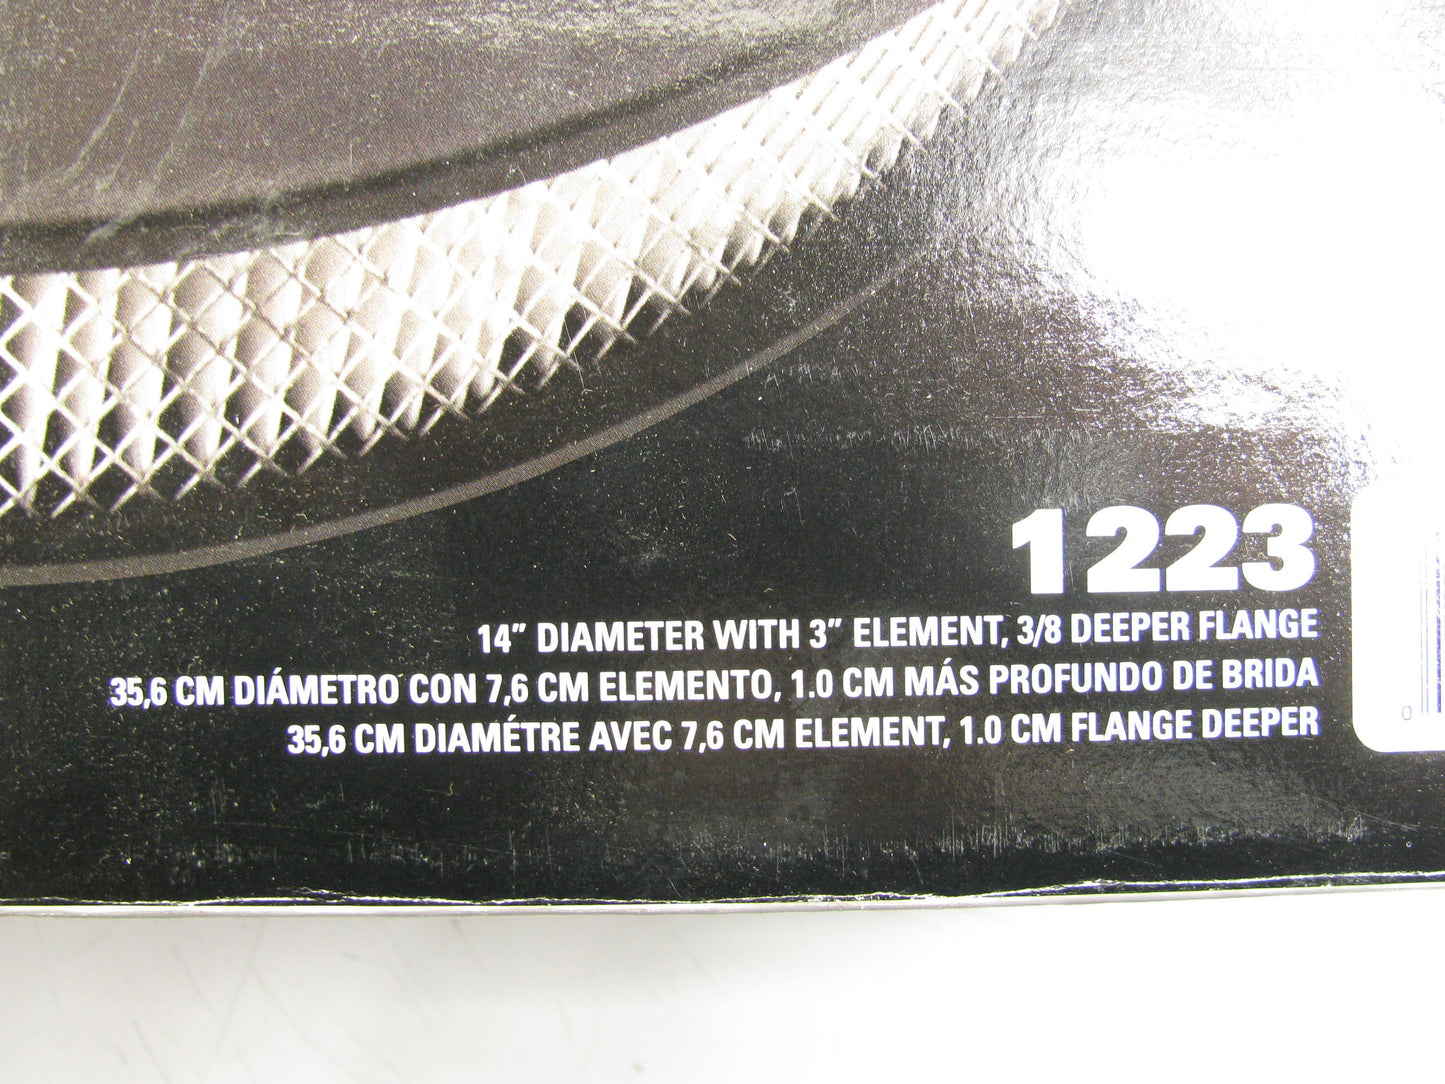 1223
14" DIAMETER WITH 3" ELEMENT, 3/8 DEEPER FLANGE
35,6 CM DIÁMETRO CON 7,6 CM ELEMENTO, 1.0 CM MÁS PROFUNDO DE BRIDA
35,6 CM DIAMÉTRE AVEC 7,6 CM ELEMENT, 1.0 CM FLANGE DEEPER
0